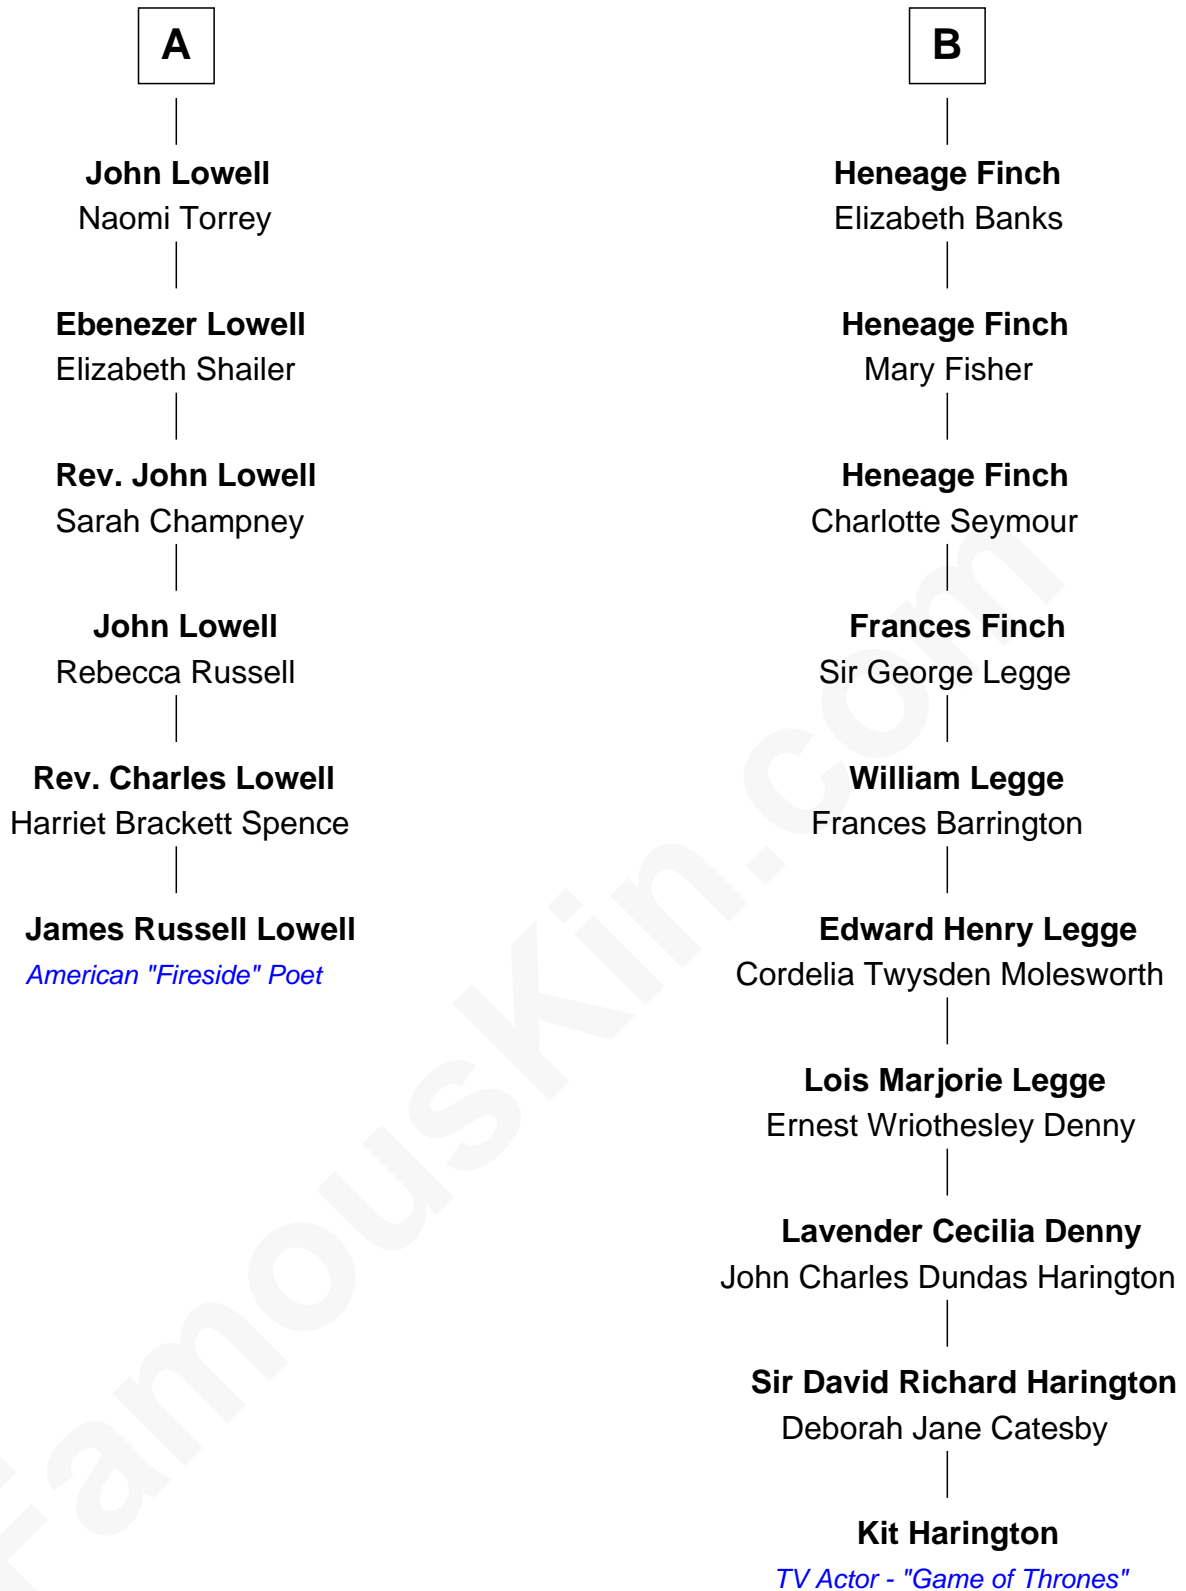 A
John Lowell
Naomi Torrey
Ebenezer Lowell
Elizabeth Shailer
Rev. John Lowell
Sarah Champney
John Lowell
Rebecca Russell
Rev. Charles Lowell
Harriet Brackett Spence
James Russell Lowell
American "Fireside" Poet
B
Heneage Finch
Elizabeth Banks
Heneage Finch
Mary Fisher
Heneage Finch
Charlotte Seymour
Frances Finch
Sir George Legge
William Legge
Frances Barrington
Edward Henry Legge
Cordelia Twysden Molesworth
Lois Marjorie Legge
Ernest Wriothesley Denny
Lavender Cecilia Denny
John Charles Dundas Harington
Sir David Richard Harington
Deborah Jane Catesby
Kit Harington
TV Actor - "Game of Thrones"
FamousKin.com